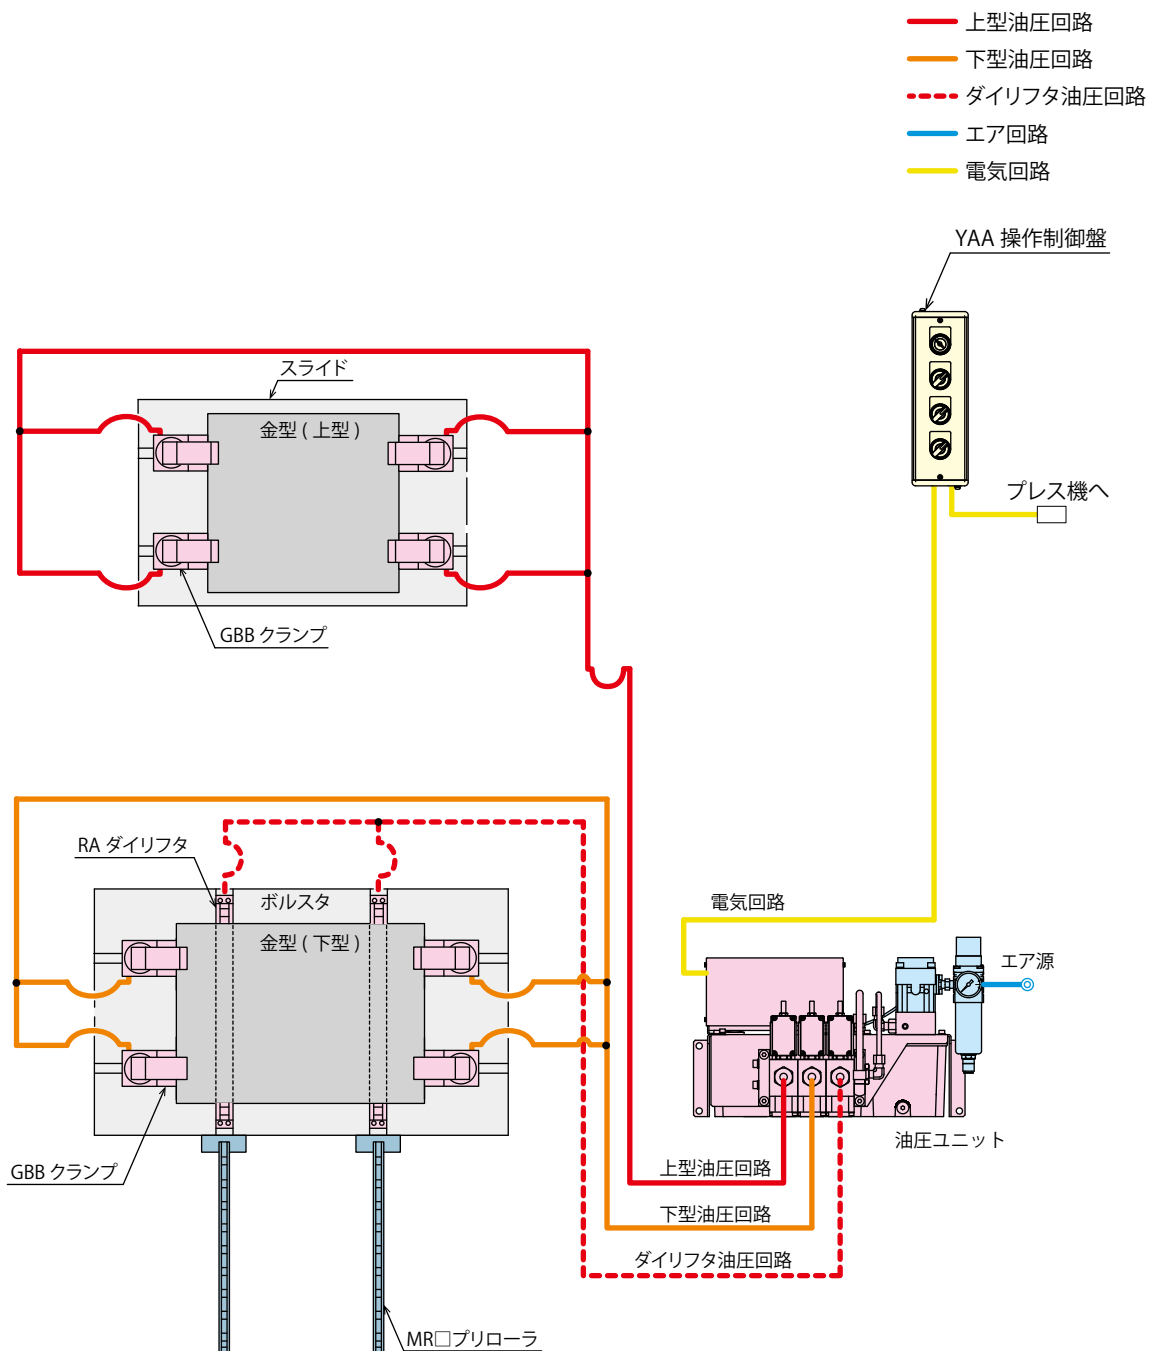 上型油圧回路
下型油圧回路
ダイリフタ油圧回路
エア回路
電気回路
YAA 操作制御盤
スライド
金型 ( 上型 )
プレス機へ
GBB クランプ
RA ダイリフタ
ボルスタ
電気回路
金型 ( 下型 )
エア源
油圧ユニット
上型油圧回路
GBB クランプ
下型油圧回路
ダイリフタ油圧回路
MR□プリローラ